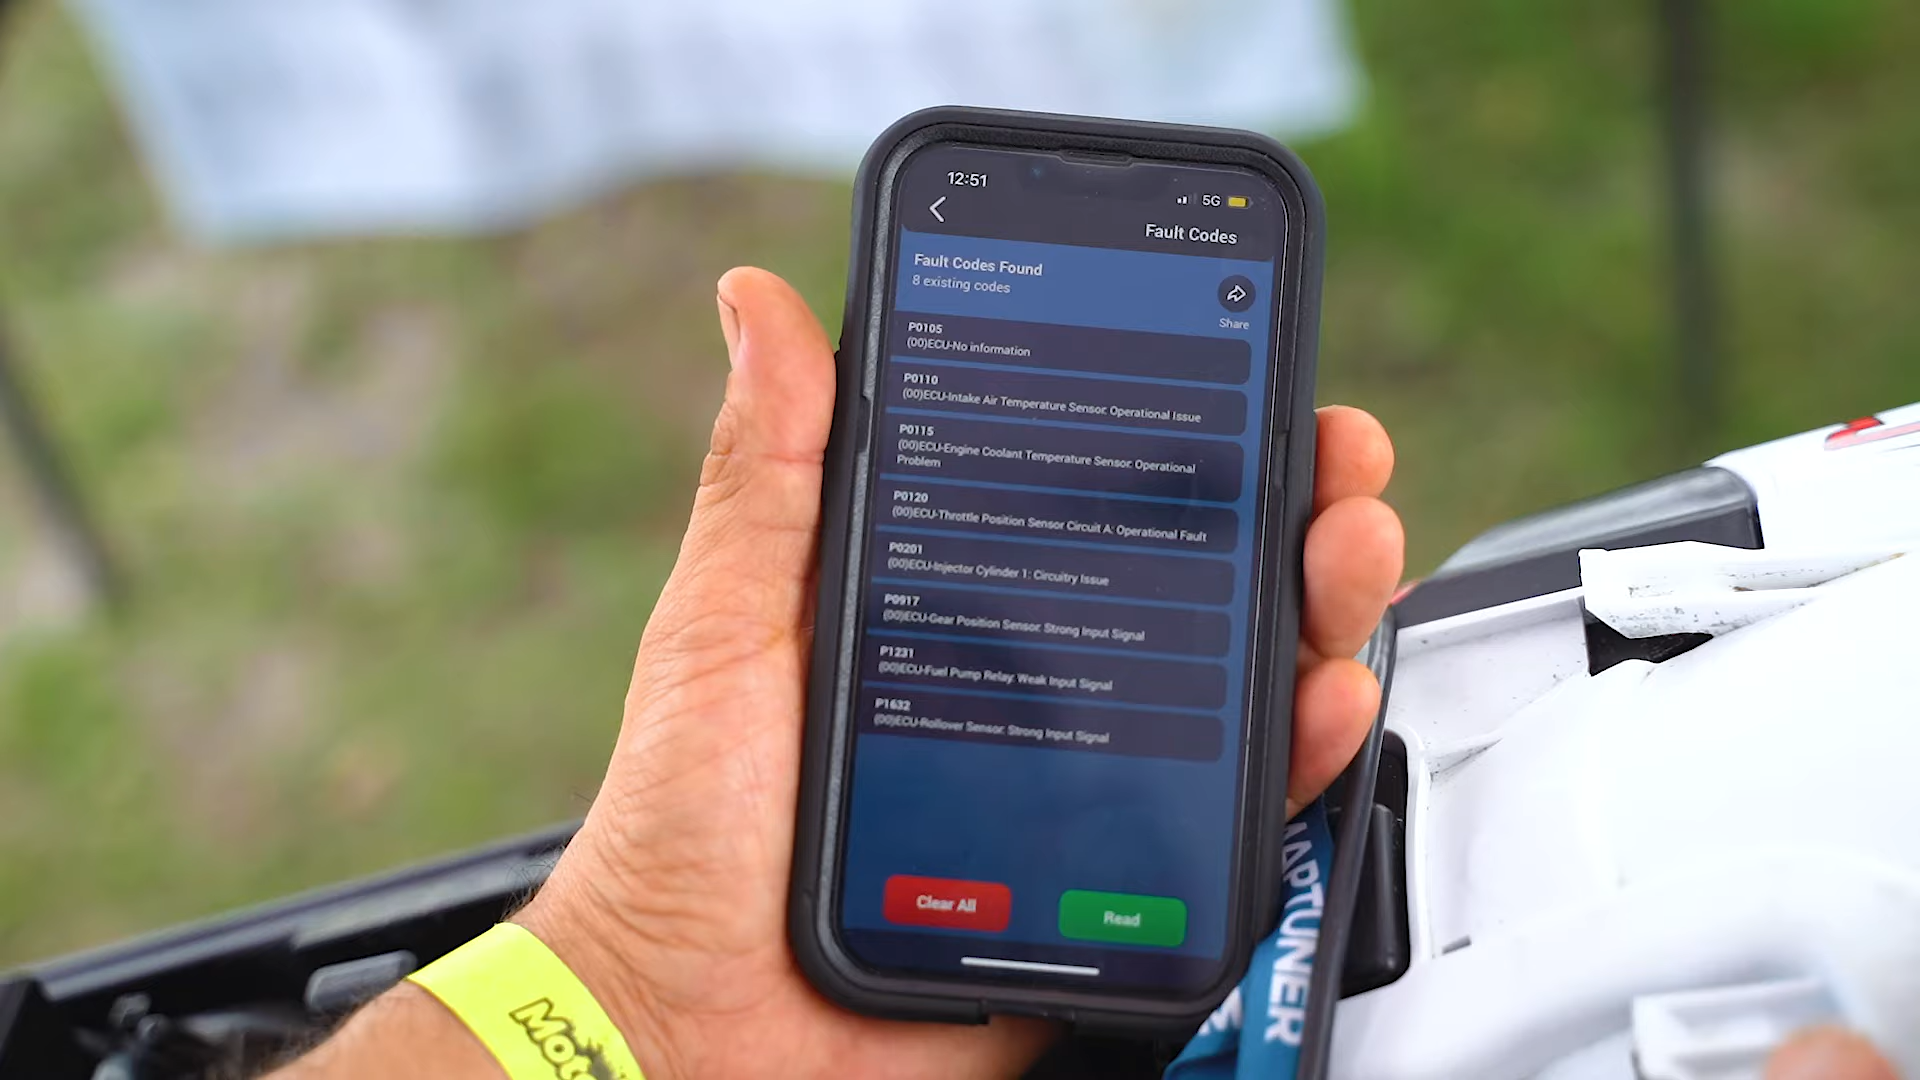 12:51
5G
Fault Codes
Fault Codes Found
8 existing codes
Share
P0105
(00)ECU-No information
P0110
(00)ECU-Intake Air Temperature Sensor: Operational Issue
P0115
(00)ECU-Engine Coolant Temperature Sensor: Operational
Problem
P0120
(00)ECU-Throttle Position Sensor Circuit A: Operational Fault
P0201
(00)ECU-Injector Cylinder 1: Circuitry Issue
P0917
(00)ECU-Gear Position Sensor: Strong Input Signal
P1231
(00)ECU-Fuel Pump Relay: Weak Input Signal
P1632
(00)ECU-Rollover Sensor: Strong Input Signal
Clear All
Read
MAPTUNER